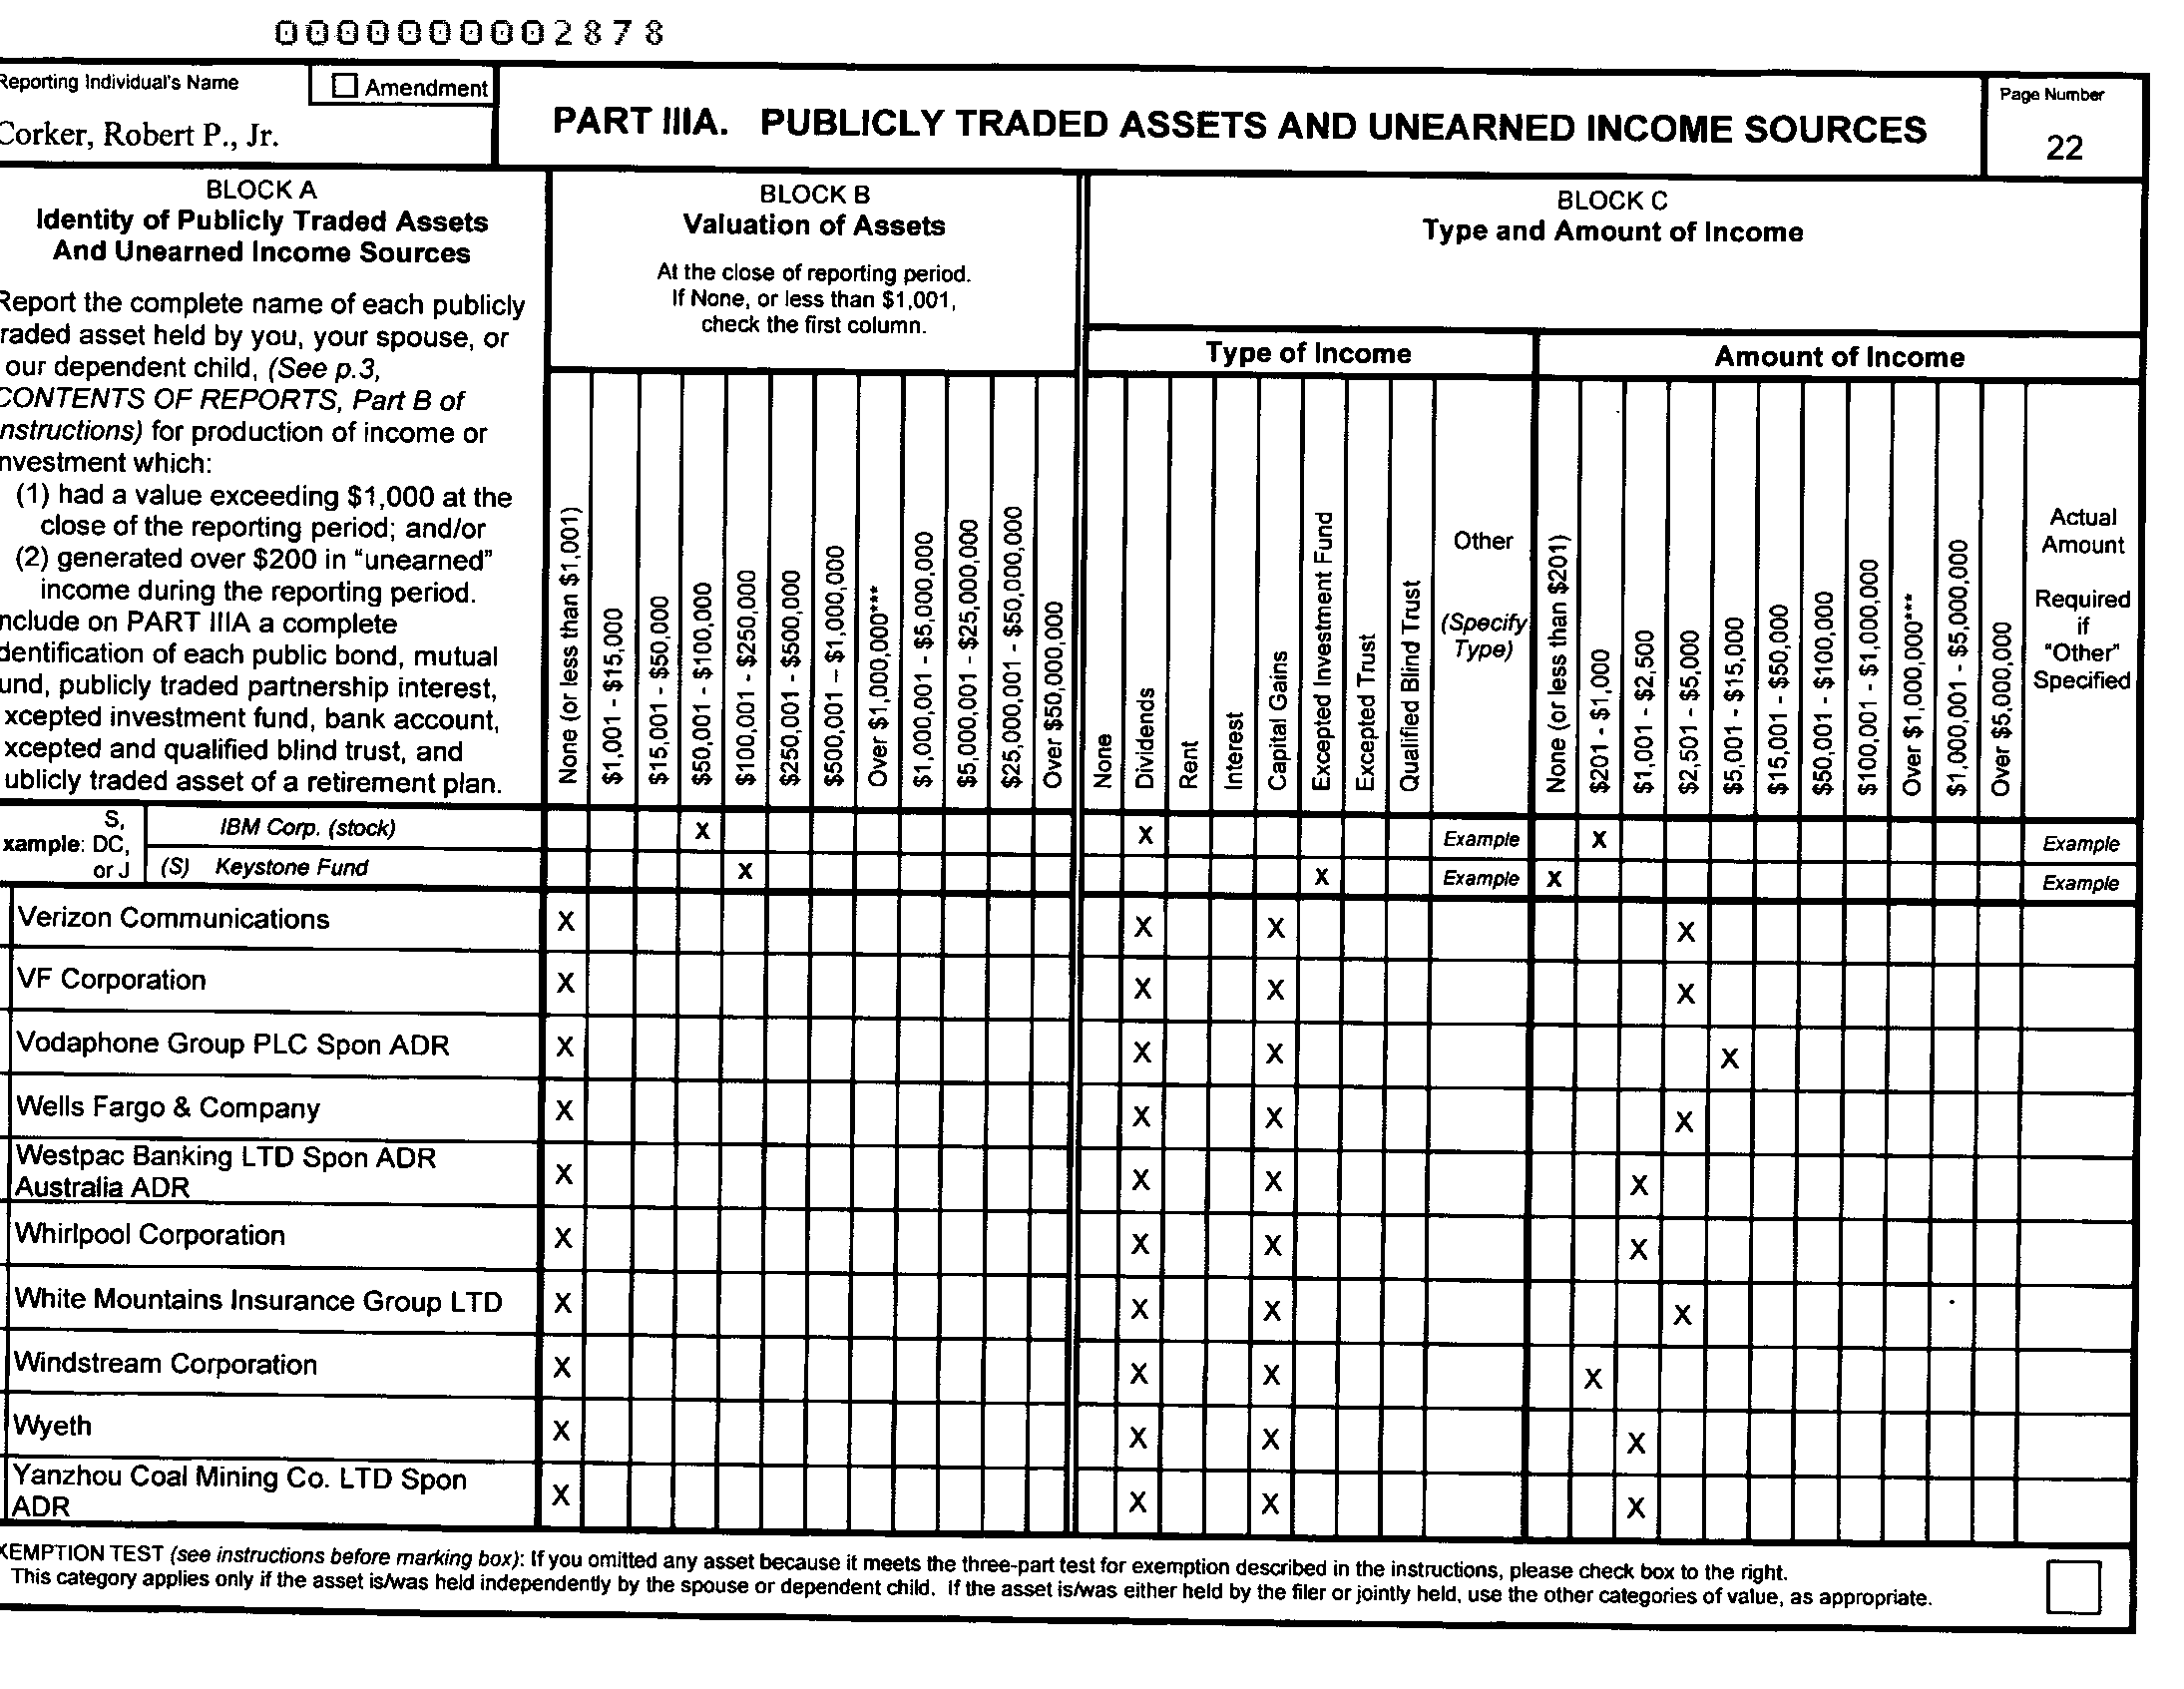 0000000002878
Reporting Individual's Name
Amendment
Corker, Robert P., Jr.
PART IIIA. PUBLICLY TRADED ASSETS AND UNEARNED INCOME SOURCES
Page Number
22
BLOCK A
Identity of Publicly Traded Assets
And Unearned Income Sources
Report the complete name of each publicly
raded asset held by you, your spouse, or
our dependent child, (See p.3,
CONTENTS OF REPORTS, Part B of
nstructions) for production of income or
nvestment which:
(1) had a value exceeding $1,000 at the
close of the reporting period; and/or
(2) generated over $200 in "unearned"
income during the reporting period.
nclude on PART IIIA a complete
dentification of each public bond, mutual
und, publicly traded partnership interest,
xcepted investment fund, bank account,
xcepted and qualified blind trust, and
ublicly traded asset of a retirement plan.
BLOCK B
Valuation of Assets
At the close of reporting period.
If None, or less than $1,001,
check the first column.
BLOCK C
Type and Amount of Income
Type of Income
Amount of Income
None (or less than $1,001)
$1,001 - $15,000
$15,001 - $50,000
$50,001 - $100,000
$100,001 - $250,000
$250,001 - $500,000
$500,001 – $1,000,000
Over $1,000,000***
$1,000,001 - $5,000,000
$5,000,001 - $25,000,000
$25,000,001 - $50,000,000
Over $50,000,000
None
Dividends
Rent
Interest
Capital Gains
Excepted Investment Fund
Excepted Trust
Qualified Blind Trust
Other
(Specify
Type)
None (or less than $201)
$201 - $1,000
$1,001 - $2,500
$2,501 - $5,000
$5,001 - $15,000
$15,001 - $50,000
$50,001 - $100,000
$100,001 - $1,000,000
Over $1,000,000***
$1,000,001 - $5,000,000
Over $5,000,000
Actual
Amount
Required
if
"Other"
Specified
xample: S, DC, or J
IBM Corp. (stock) X X Example X Example
(S) Keystone Fund X X Example X Example
Verizon Communications X X X X
VF Corporation X X X X
Vodaphone Group PLC Spon ADR X X X X
Wells Fargo & Company X X X X
Westpac Banking LTD Spon ADR
Australia ADR X X X X
Whirlpool Corporation X X X X
White Mountains Insurance Group LTD X X X X
Windstream Corporation X X X X
Wyeth X X X X
Yanzhou Coal Mining Co. LTD Spon
ADR X X X X
XEMPTION TEST (see instructions before marking box): If you omitted any asset because it meets the three-part test for exemption described in the instructions, please check box to the right.
This category applies only if the asset is/was held independently by the spouse or dependent child. If the asset is/was either held by the filer or jointly held, use the other categories of value, as appropriate.